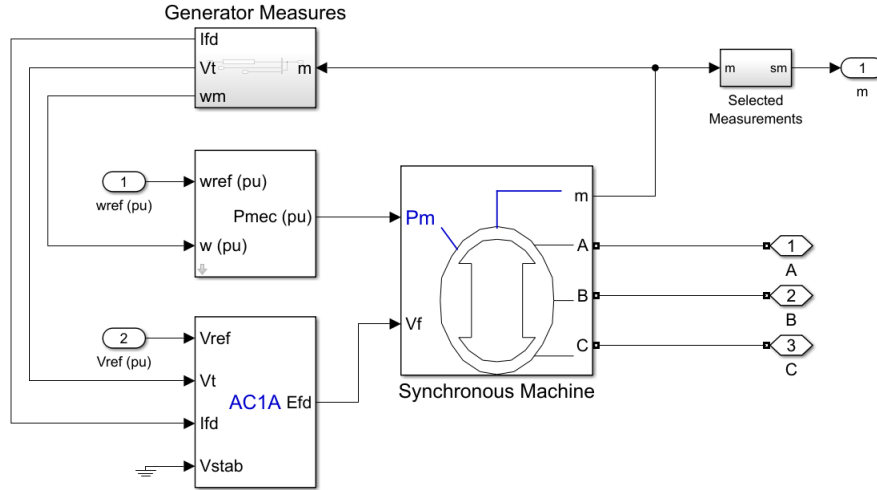 Generator Measures
Ifd
Vt
wm
m
m
sm
1
m
Selected
Measurements
1
wref (pu)
wref (pu)
w (pu)
Pmec (pu)
Pm
Vf
m
A
B
C
Synchronous Machine
1
A
2
B
3
C
2
Vref (pu)
Vref
Vt
Ifd
Vstab
AC1A
Efd